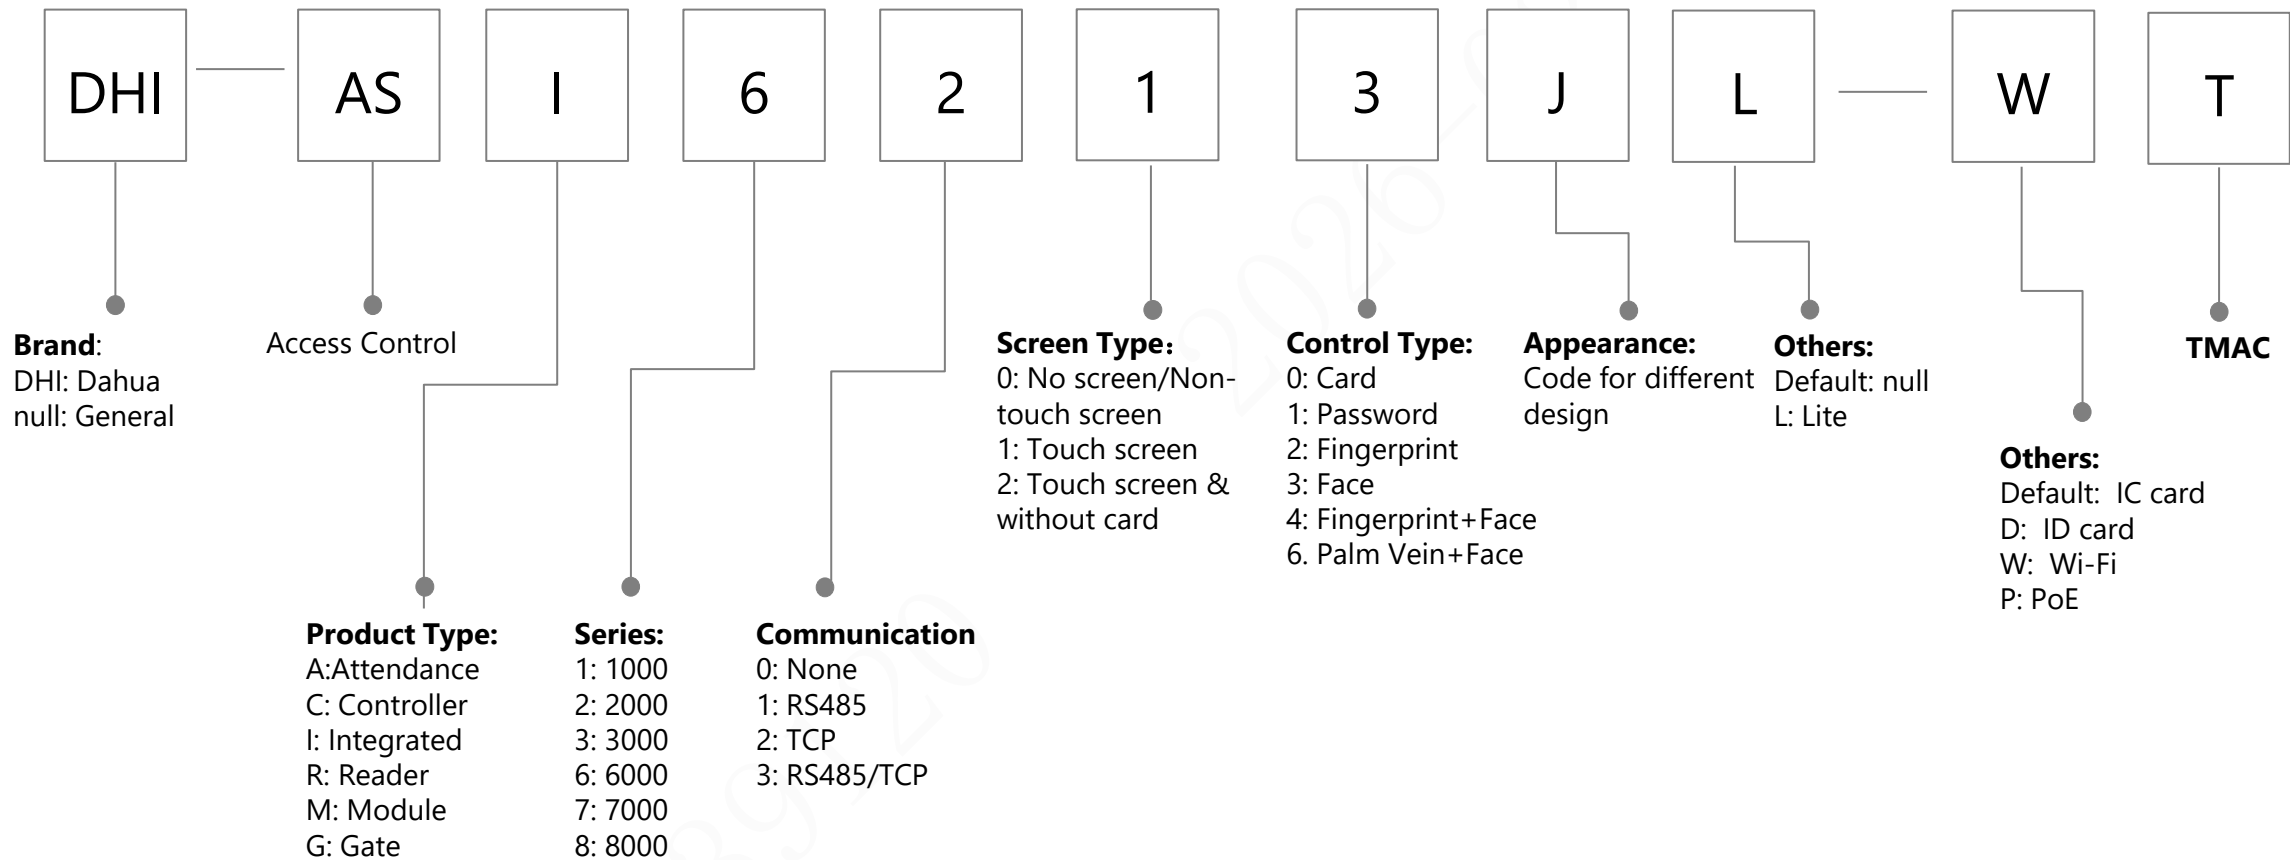 DHI AS I 6 2 1 3 J L W T
Brand:
DHI: Dahua
null: General
Access Control
Product Type:
A:Attendance
C: Controller
I: Integrated
R: Reader
M: Module
G: Gate
Series:
1: 1000
2: 2000
3: 3000
6: 6000
7: 7000
8: 8000
Communication
0: None
1: RS485
2: TCP
3: RS485/TCP
Screen Type：
0: No screen/Non-
touch screen
1: Touch screen
2: Touch screen &
without card
Control Type:
0: Card
1: Password
2: Fingerprint
3: Face
4: Fingerprint+Face
6. Palm Vein+Face
Appearance:
Code for different
design
Others:
Default: null
L: Lite
Others:
Default: IC card
D: ID card
W: Wi-Fi
P: PoE
TMAC